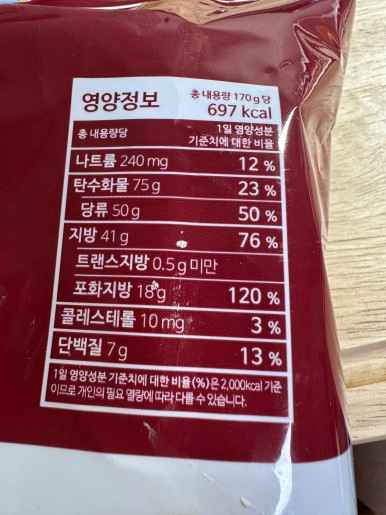 영양정보
총 내용량 170 g 당
697 kcal
총 내용량당
1일 영양성분
기준치에 대한 비율
나트륨 240 mg 12 %
탄수화물 75 g 23 %
당류 50 g 50 %
지방 41 g 76 %
트랜스지방 0.5 g 미만
포화지방 18 g 120 %
콜레스테롤 10 mg 3 %
단백질 7 g 13 %
1일 영양성분 기준치에 대한 비율(%)은 2,000kcal 기준
이므로 개인의 필요 열량에 따라 다를 수 있습니다.